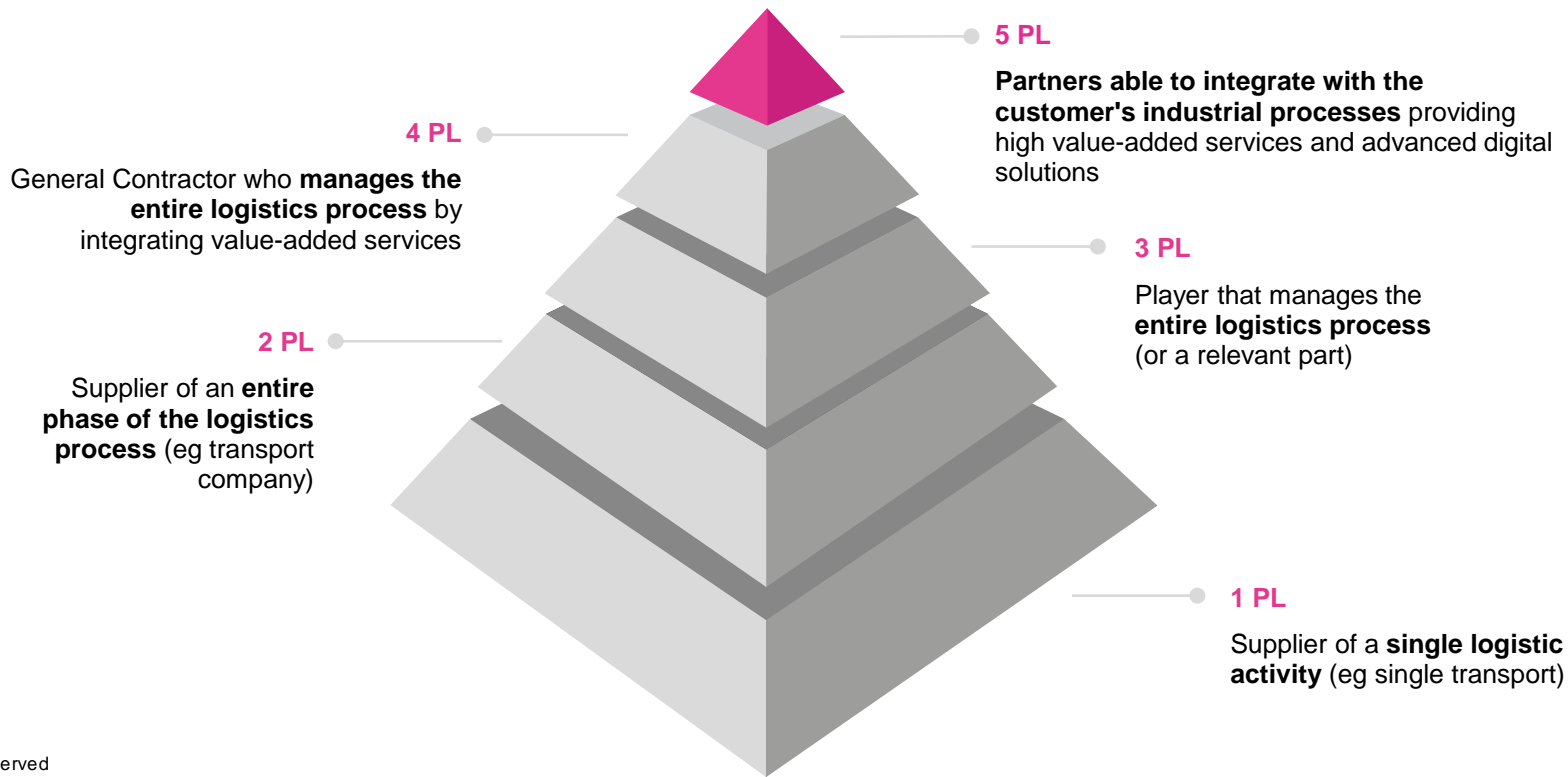 5 PL
Partners able to integrate with the
customer's industrial processes providing
high value-added services and advanced digital
solutions
4 PL
General Contractor who manages the
entire logistics process by
integrating value-added services
3 PL
Player that manages the
entire logistics process
(or a relevant part)
2 PL
Supplier of an entire
phase of the logistics
process (eg transport
company)
1 PL
Supplier of a single logistic
activity (eg single transport)
erved